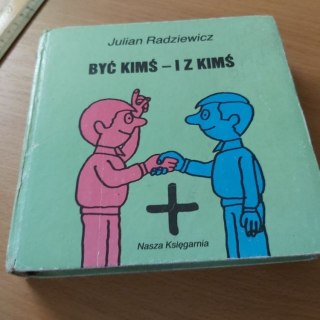 Julian Radziewicz
BYĆ KIMŚ – I Z KIMŚ
Nasza Księgarnia